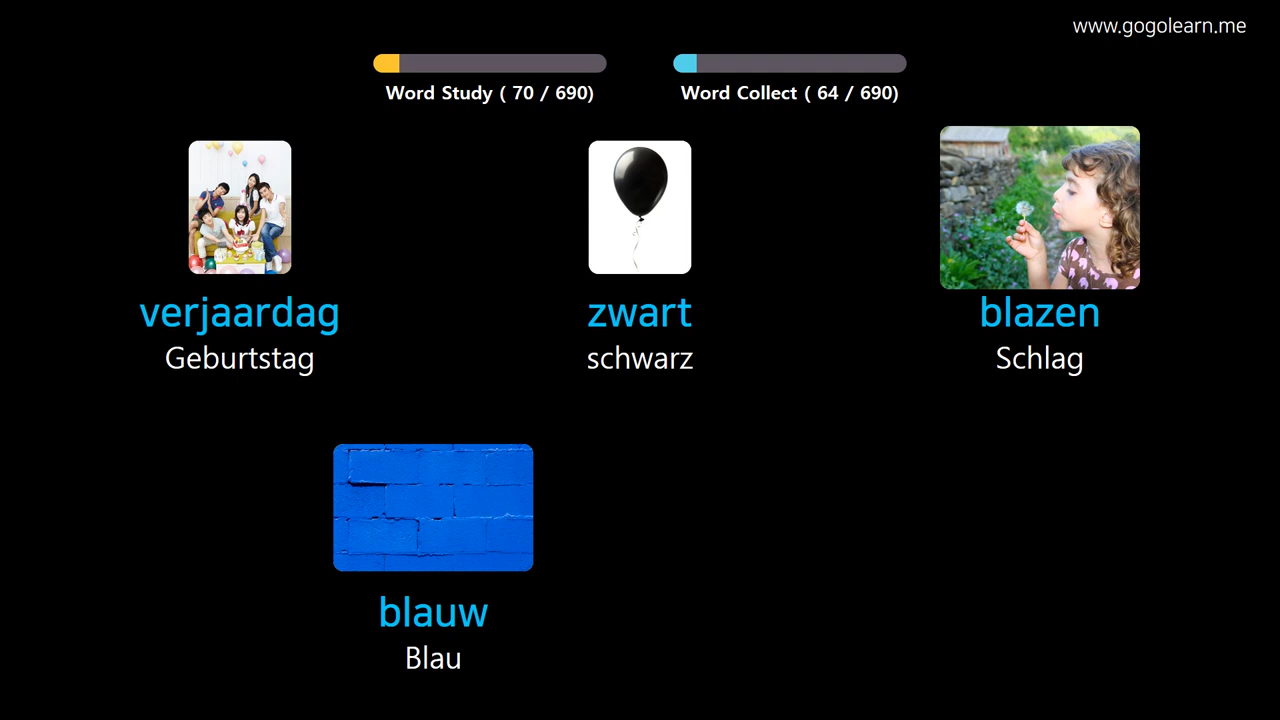 www.gogolearn.me
Word Study ( 70 / 690)
Word Collect ( 64 / 690)
verjaardag
Geburtstag
zwart
schwarz
blazen
Schlag
blauw
Blau